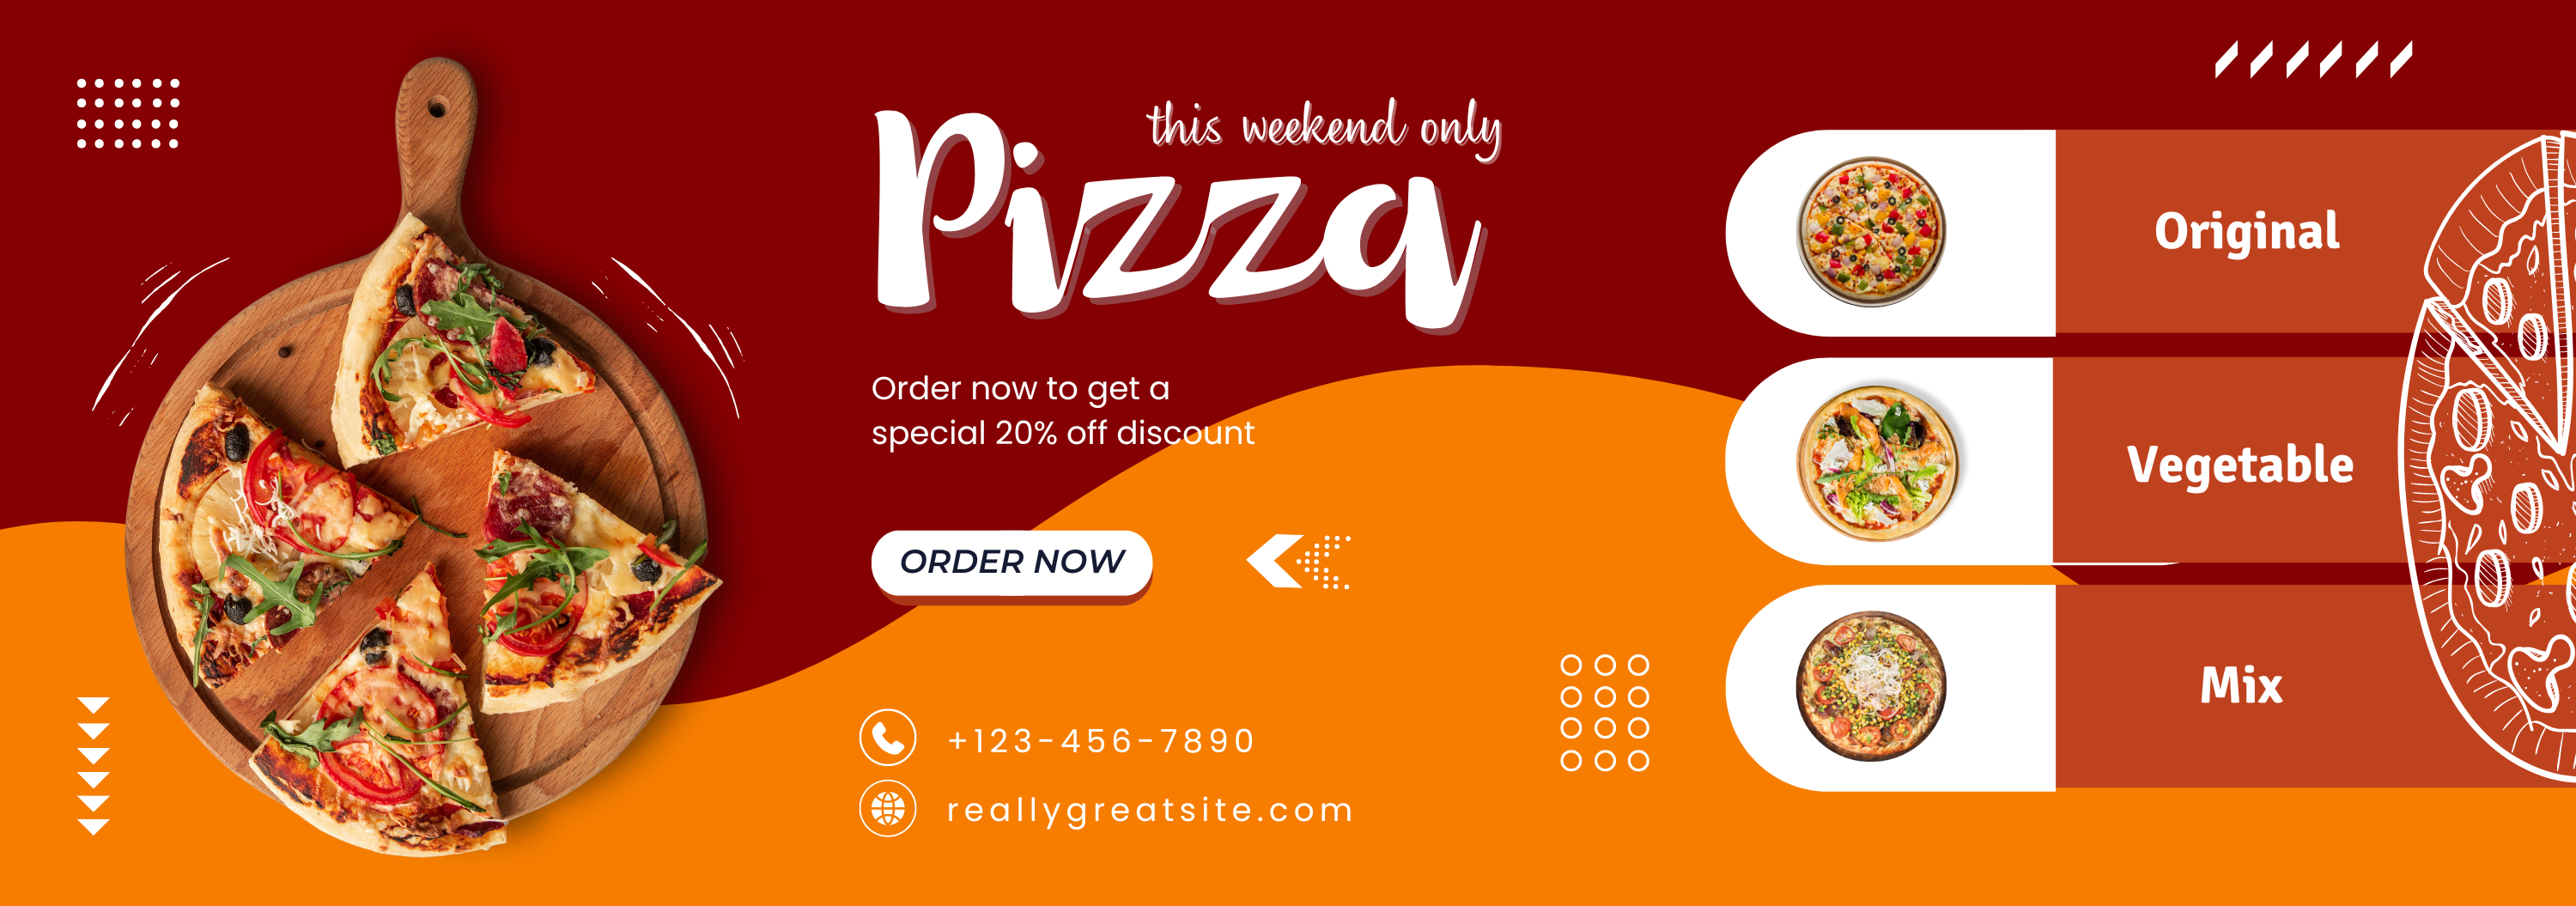 this weekend only
Pizza
Order now to get a
special 20% off discount
ORDER NOW
+123-456-7890
reallygreatsite.com
Original
Vegetable
Mix